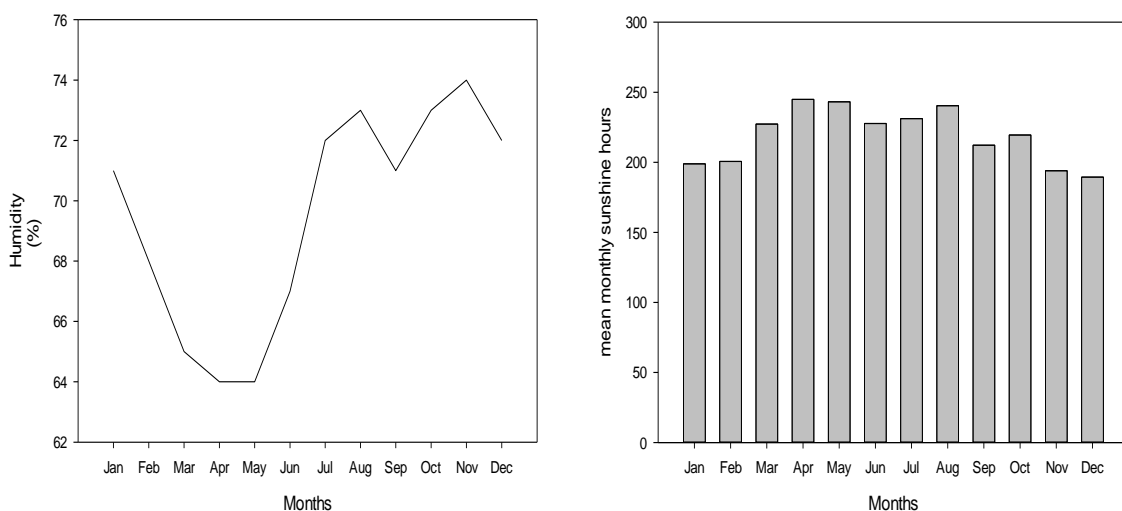 Humidity
(%)
76
74
72
70
68
66
64
62
Jan Feb Mar Apr May Jun Jul Aug Sep Oct Nov Dec
Months
mean monthly sunshine hours
300
250
200
150
100
50
0
Jan Feb Mar Apr May Jun Jul Aug Sep Oct Nov Dec
Months